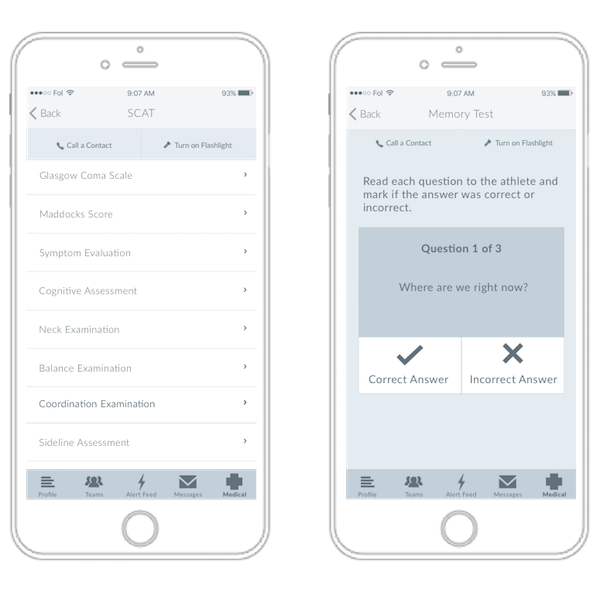 ●●●○○ Fol 9:07 AM 93%
Back SCAT
Call a Contact Turn on Flashlight
Glasgow Coma Scale
Maddocks Score
Symptom Evaluation
Cognitive Assessment
Neck Examination
Balance Examination
Coordination Examination
Sideline Assessment
Profile Teams Alert Feed Messages Medical
●●●○○ Fol 9:07 AM 93%
Back Memory Test
Call a Contact Turn on Flashlight
Read each question to the athlete and
mark if the answer was correct or
incorrect.
Question 1 of 3
Where are we right now?
Correct Answer Incorrect Answer
Profile Teams Alert Feed Messages Medical